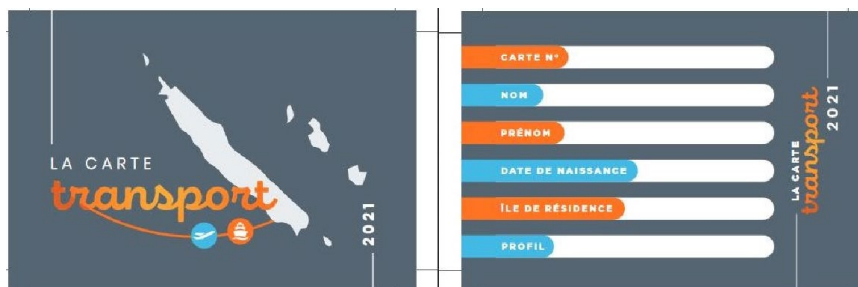 LA CARTE
transport
2021
CARTE N°
NOM
PRÉNOM
DATE DE NAISSANCE
ÎLE DE RÉSIDENCE
PROFIL
LA CARTE
transport
2021